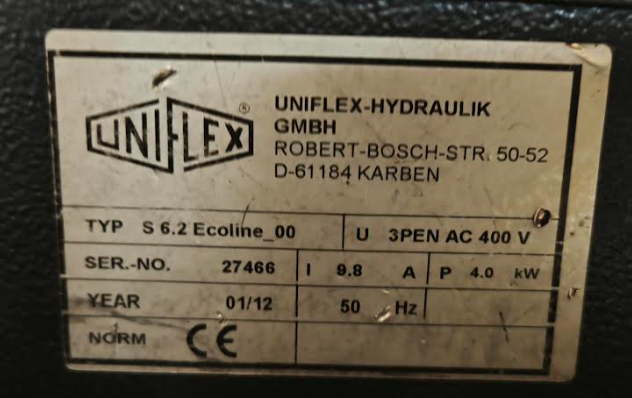 UNIFLEX ®
UNIFLEX-HYDRAULIK
GMBH
ROBERT-BOSCH-STR. 50-52
D-61184 KARBEN
TYP S 6.2 Ecoline_00 U 3PEN AC 400 V
SER.-NO. 27466 I 9.8 A P 4.0 kW
YEAR 01/12 50 Hz
NORM CE